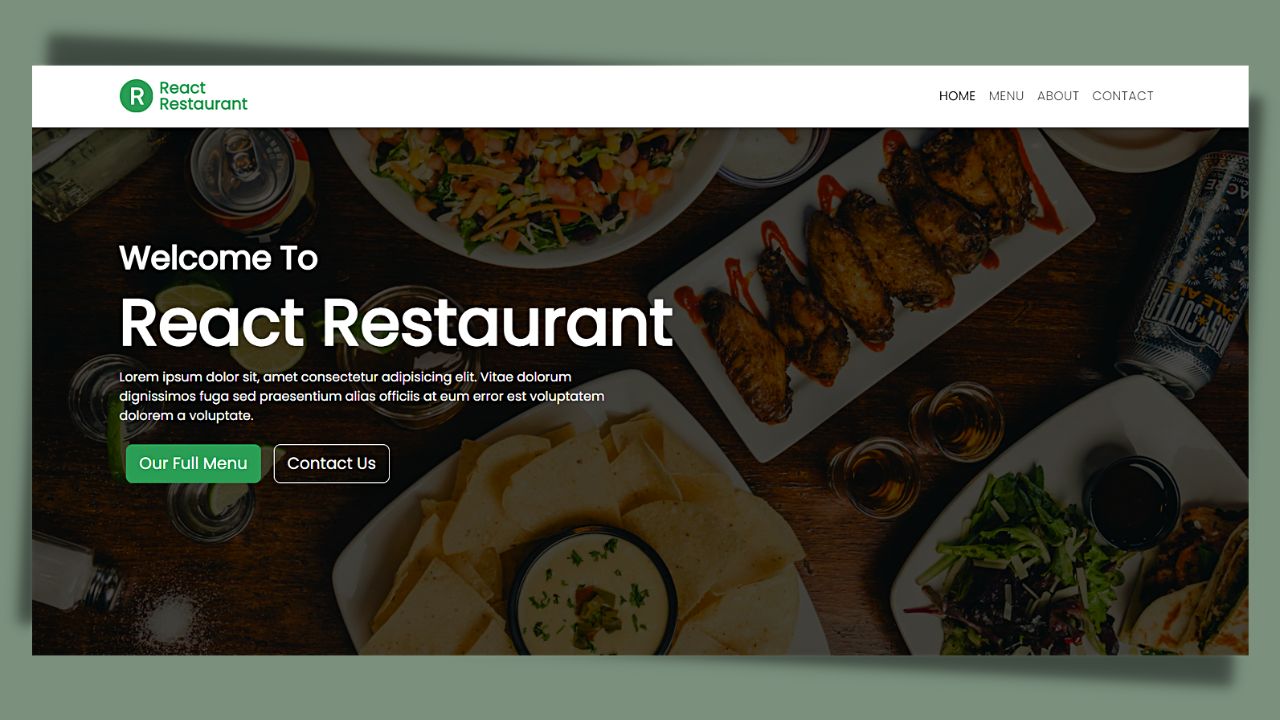 R
React
Restaurant
HOME MENU ABOUT CONTACT
Welcome To
React Restaurant
Lorem ipsum dolor sit, amet consectetur adipisicing elit. Vitae dolorum
dignissimos fuga sed praesentium alias officiis at eum error est voluptatem
dolorem a voluptate.
Our Full Menu
Contact Us
PALE ALE